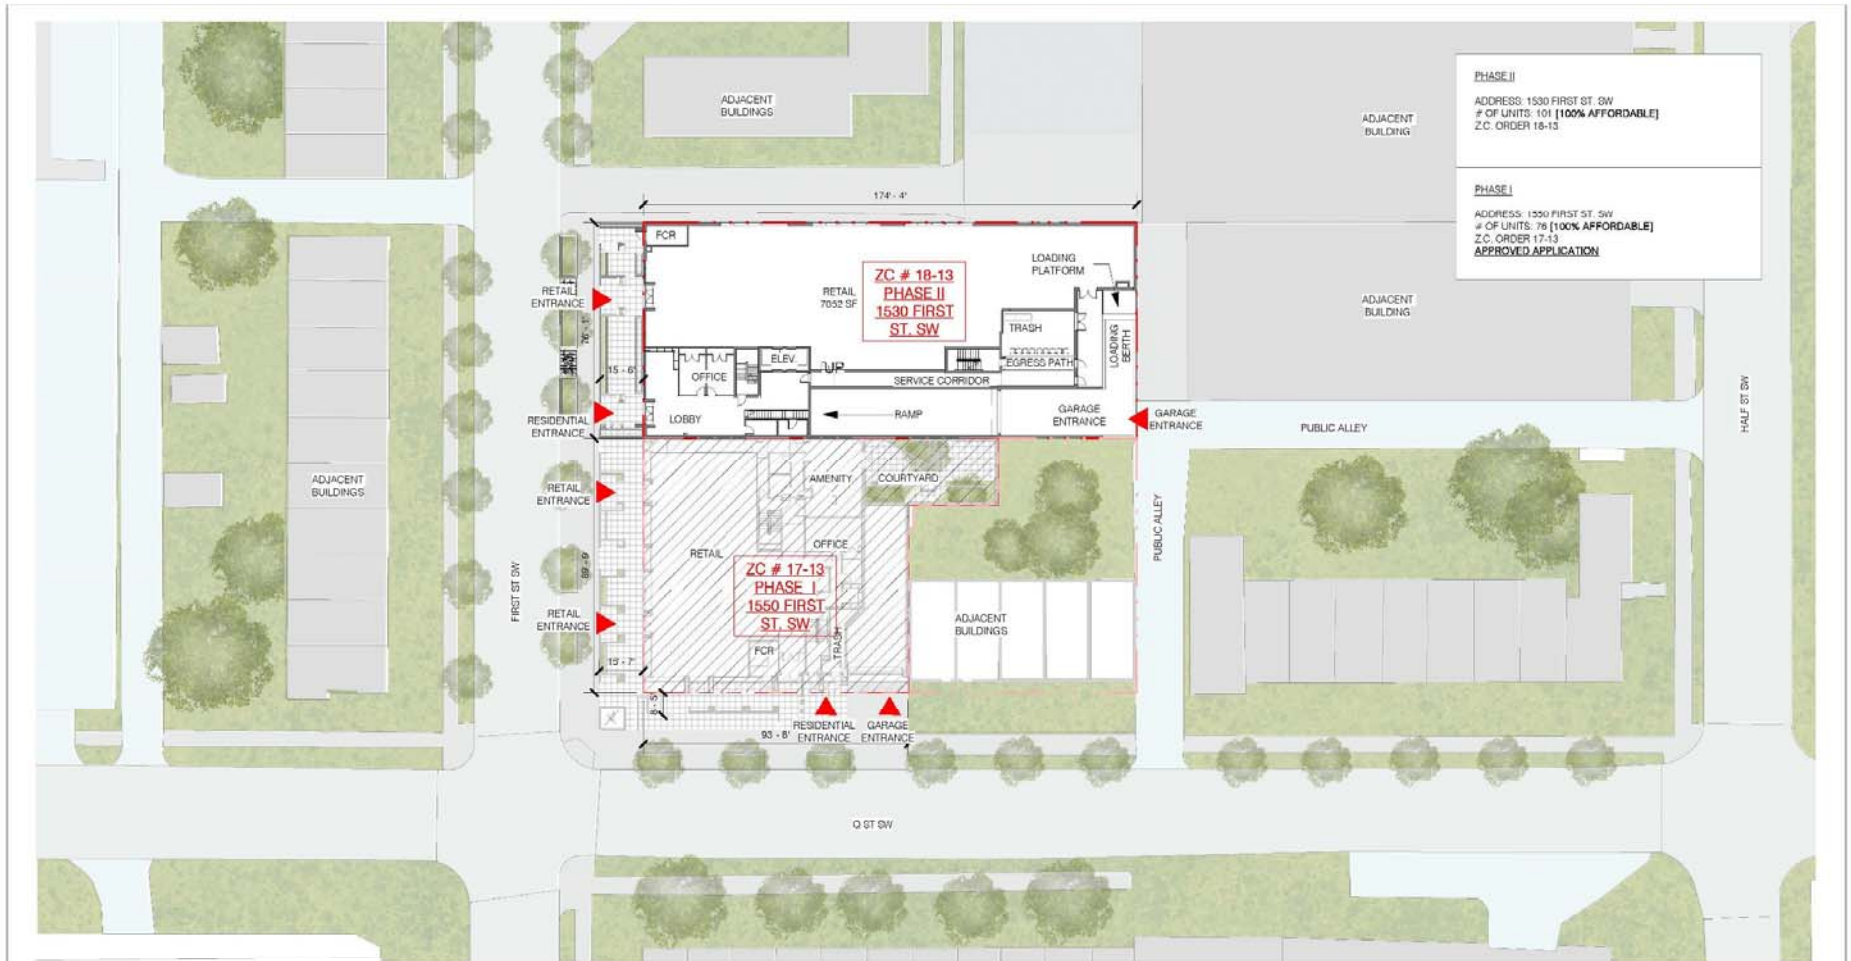 PHASE II
ADDRESS: 1530 FIRST ST. SW
# OF UNITS: 101 [100% AFFORDABLE]
Z.C. ORDER 18-13
PHASE I
ADDRESS: 1550 FIRST ST. SW
# OF UNITS: 76 [100% AFFORDABLE]
Z.C. ORDER 17-13
APPROVED APPLICATION
ADJACENT
BUILDINGS
ADJACENT
BUILDING
174' - 4"
FCR
LOADING
PLATFORM
RETAIL
7052 SF
ZC # 18-13
PHASE II
1530 FIRST
ST. SW
RETAIL
ENTRANCE
76' - 1"
ADJACENT
BUILDING
TRASH
LOADING
BERTH
EGRESS PATH
ELEV.
UP
OFFICE
15' - 6"
SERVICE CORRIDOR
LOBBY
RAMP
GARAGE
ENTRANCE
GARAGE
ENTRANCE
RESIDENTIAL
ENTRANCE
PUBLIC ALLEY
HALF ST SW
ADJACENT
BUILDINGS
RETAIL
ENTRANCE
AMENITY
COURTYARD
PUBLIC ALLEY
RETAIL
OFFICE
89' - 9"
FIRST ST SW
ZC # 17-13
PHASE I
1550 FIRST
ST. SW
RETAIL
ENTRANCE
ADJACENT
BUILDINGS
FCR
TRASH
15' - 7"
8' - 5"
RESIDENTIAL
ENTRANCE
GARAGE
ENTRANCE
93' - 8"
Q ST SW